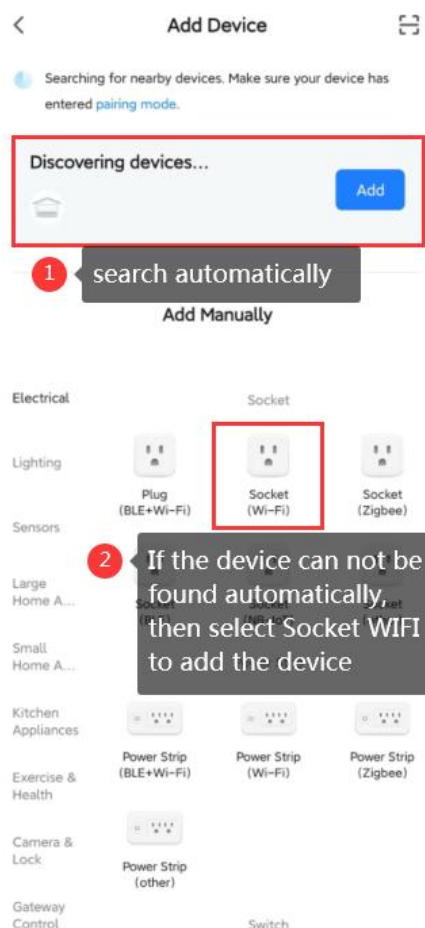 Add Device
Searching for nearby devices. Make sure your device has
entered pairing mode.
Discovering devices...
Add
1 search automatically
Add Manually
Electrical
Socket
Lighting
Plug
(BLE+Wi-Fi)
Socket
(Wi-Fi)
Socket
(Zigbee)
Sensors
2 If the device can not be
found automatically,
then select Socket WIFI
to add the device
Large
Home A...
Socket
Small
Home A...
Kitchen
Appliances
Power Strip
(BLE+Wi-Fi)
Power Strip
(Wi-Fi)
Power Strip
(Zigbee)
Exercise &
Health
Camera &
Lock
Power Strip
(other)
Gateway
Control
Switch